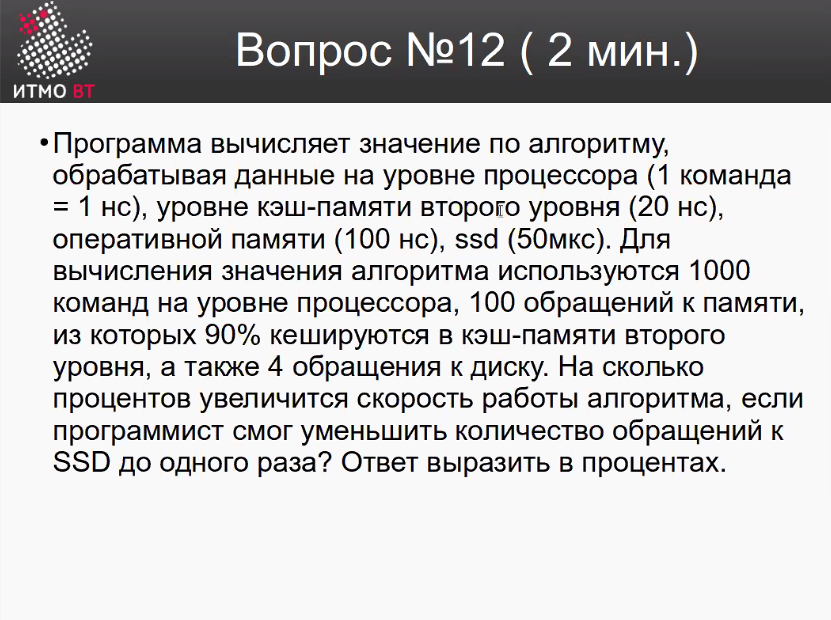 ИТМО ВТ
Вопрос №12 ( 2 мин.)
•Программа вычисляет значение по алгоритму,
обрабатывая данные на уровне процессора (1 команда
= 1 нс), уровне кэш-памяти второго уровня (20 нс),
оперативной памяти (100 нс), ssd (50мкс). Для
вычисления значения алгоритма используются 1000
команд на уровне процессора, 100 обращений к памяти,
из которых 90% кешируются в кэш-памяти второго
уровня, а также 4 обращения к диску. На сколько
процентов увеличится скорость работы алгоритма, если
программист смог уменьшить количество обращений к
SSD до одного раза? Ответ выразить в процентах.